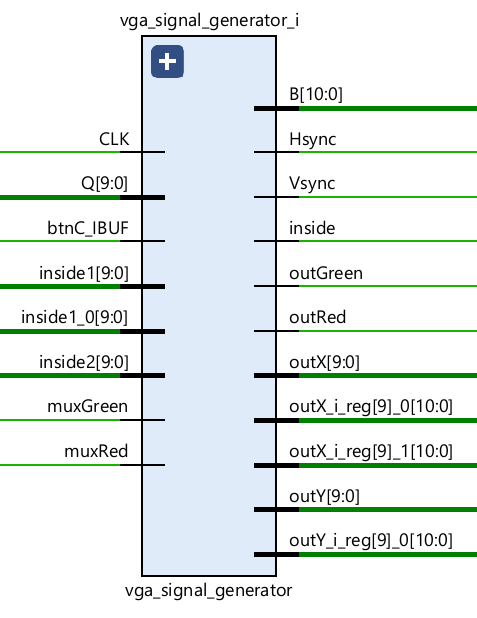 vga_signal_generator_i
B[10:0]
CLK
Hsync
Q[9:0]
Vsync
btnC_IBUF
inside
inside1[9:0]
outGreen
inside1_0[9:0]
outRed
inside2[9:0]
outX[9:0]
muxGreen
outX_i_reg[9]_0[10:0]
muxRed
outX_i_reg[9]_1[10:0]
outY[9:0]
outY_i_reg[9]_0[10:0]
vga_signal_generator